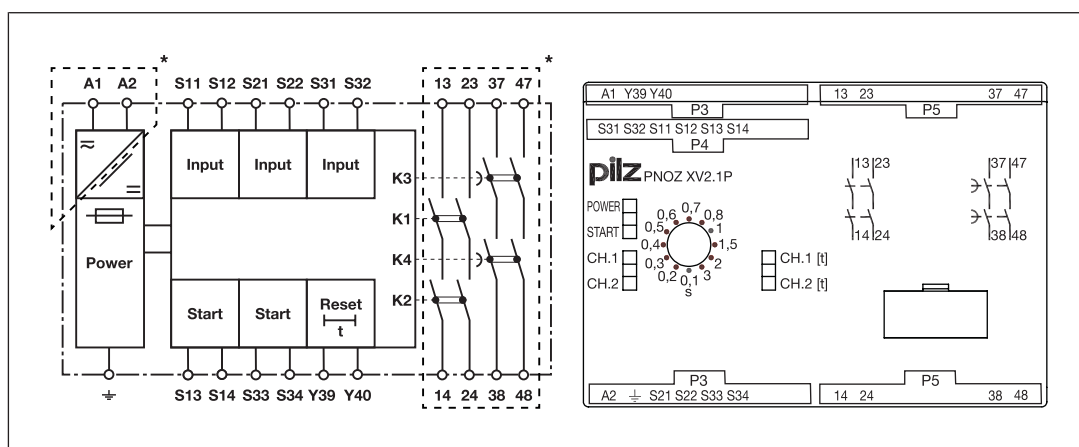 A1 A2 * S11 S12 S21 S22 S31 S32 13 23 37 47 *
Input Input Input
K3
K1
K4
K2
Power
Start Start Reset
t
S13 S14 S33 S34 Y39 Y40 14 24 38 48
A1 Y39 Y40 13 23 37 47
P3 P5
S31 S32 S11 S12 S13 S14
P4
pilz PNOZ XV2.1P
13 23 37 47
14 24 38 48
POWER
START
CH.1
CH.2
0,1 0,2 0,3 0,4 0,5 0,6 0,7 0,8 1 1,5 2 3
s
CH.1 [t]
CH.2 [t]
P3 P5
A2 ⏚ S21 S22 S33 S34 14 24 38 48